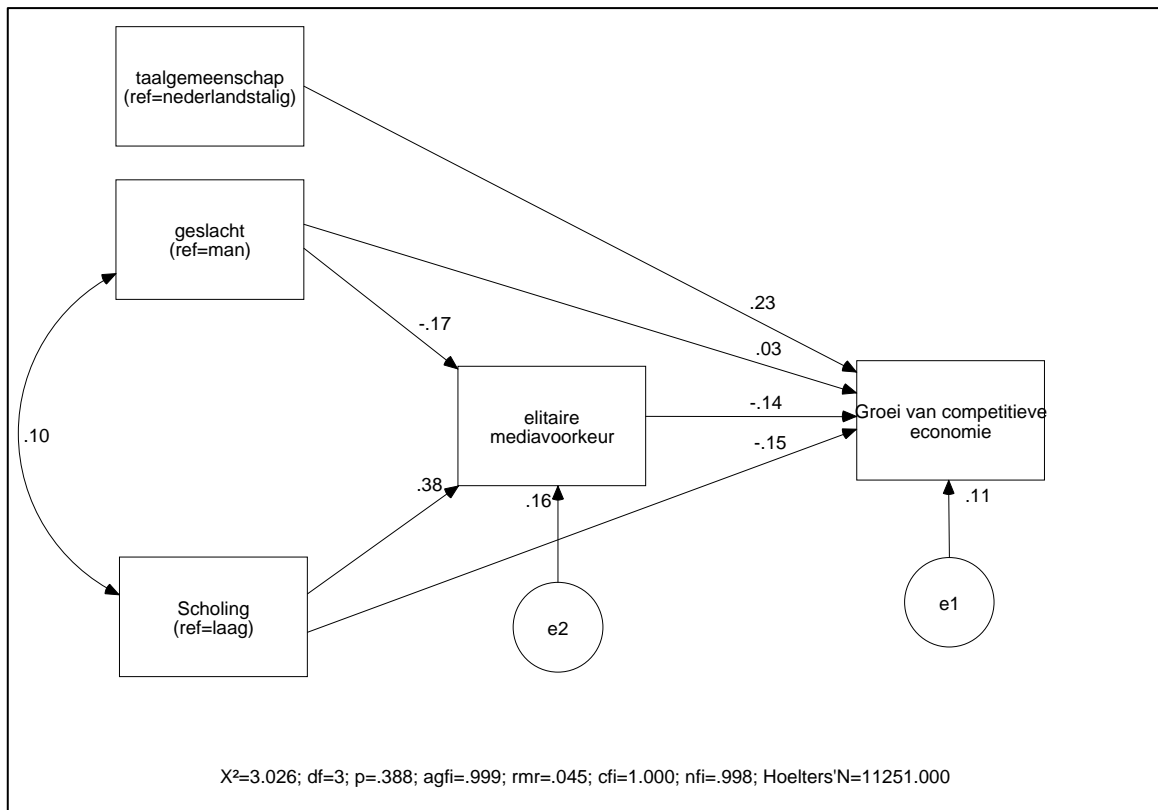 taalgemeenschap
(ref=nederlandstalig)
geslacht
(ref=man)
.23
-.17
.03
elitaire
mediavoorkeur
-.14
Groei van competitieve
economie
.10
-.15
.38
.16
.11
Scholing
(ref=laag)
e2
e1
X²=3.026; df=3; p=.388; agfi=.999; rmr=.045; cfi=1.000; nfi=.998; Hoelters'N=11251.000